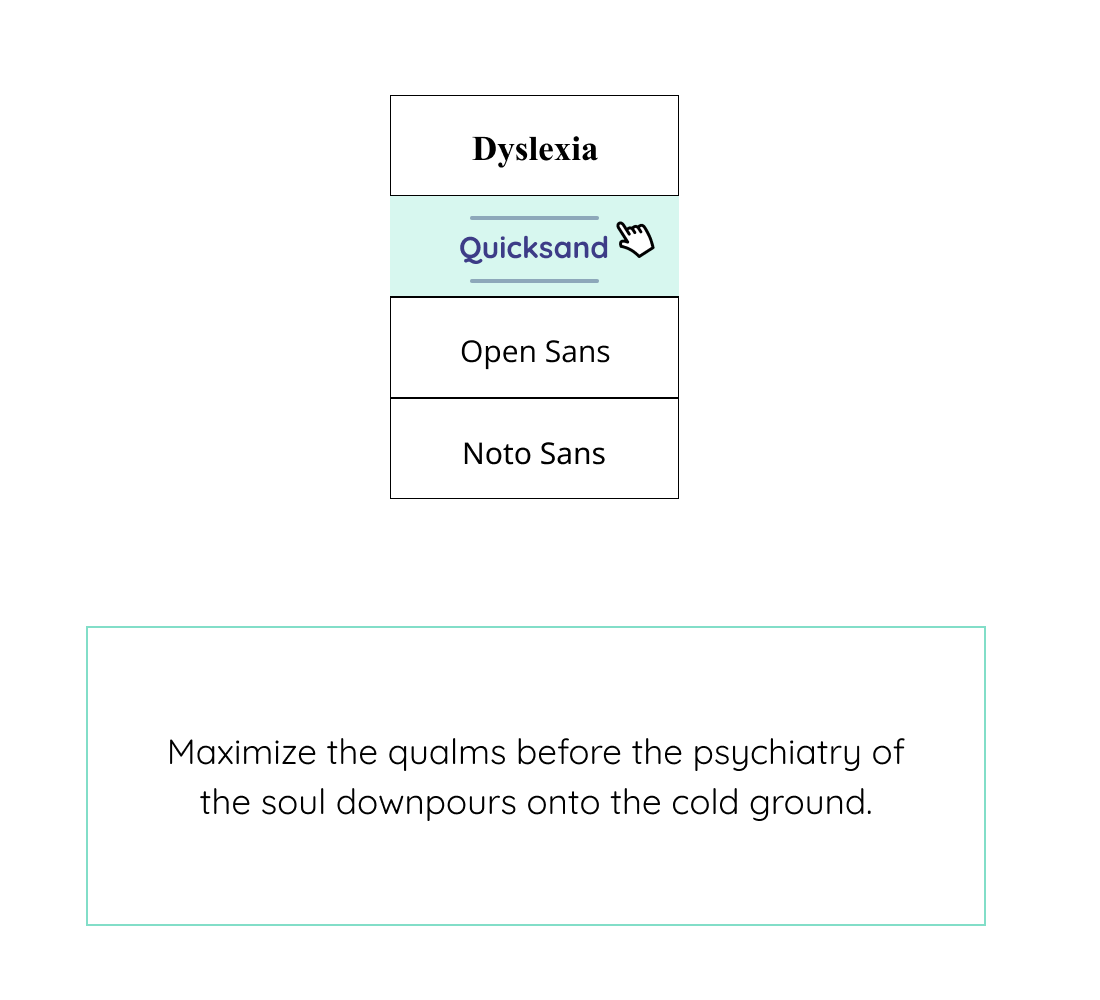 Dyslexia
Quicksand
Open Sans
Noto Sans
Maximize the qualms before the psychiatry of
the soul downpours onto the cold ground.